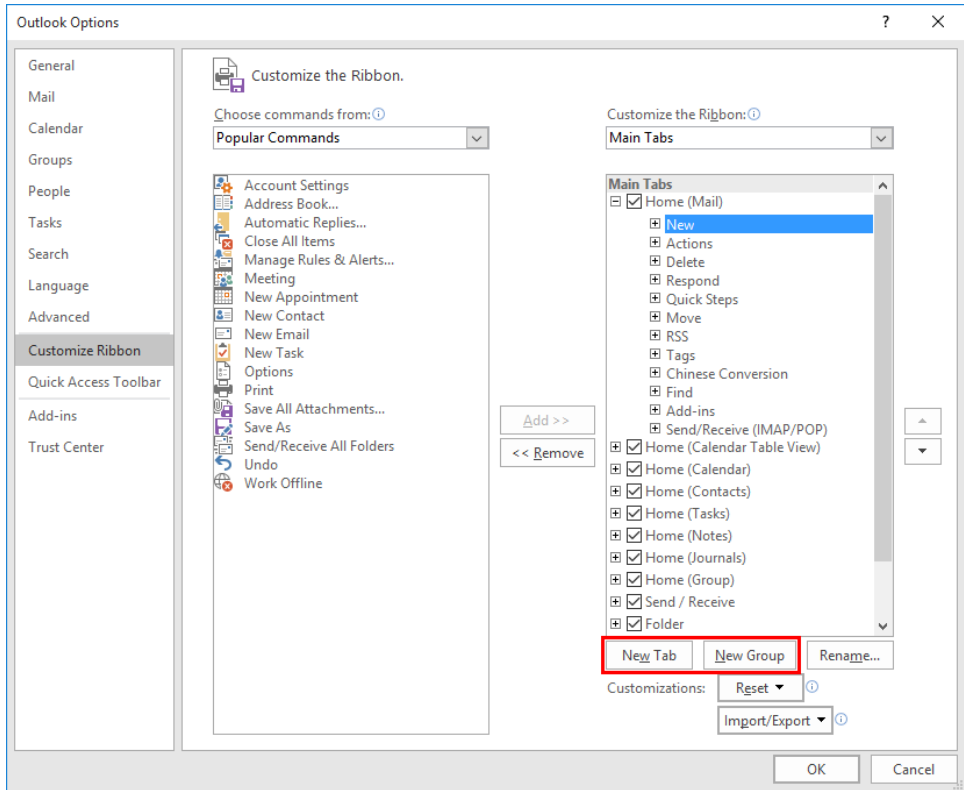 Outlook Options
?
General
Mail
Calendar
Groups
People
Tasks
Search
Language
Advanced
Customize Ribbon
Quick Access Toolbar
Add-ins
Trust Center
Customize the Ribbon.
Choose commands from:
Popular Commands
Account Settings
Address Book...
Automatic Replies...
Close All Items
Manage Rules & Alerts...
Meeting
New Appointment
New Contact
New Email
New Task
Options
Print
Save All Attachments...
Save As
Send/Receive All Folders
Undo
Work Offline
Add >>
<< Remove
Customize the Ribbon:
Main Tabs
Main Tabs
Home (Mail)
New
Actions
Delete
Respond
Quick Steps
Move
RSS
Tags
Chinese Conversion
Find
Add-ins
Send/Receive (IMAP/POP)
Home (Calendar Table View)
Home (Calendar)
Home (Contacts)
Home (Tasks)
Home (Notes)
Home (Journals)
Home (Group)
Send / Receive
Folder
New Tab
New Group
Rename...
Customizations:
Reset
Import/Export
OK
Cancel